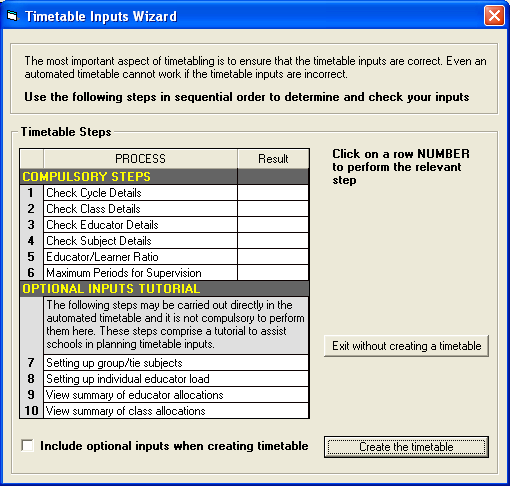 Timetable Inputs Wizard
The most important aspect of timetabling is to ensure that the timetable inputs are correct. Even an
automated timetable cannot work if the timetable inputs are incorrect.
Use the following steps in sequential order to determine and check your inputs
Timetable Steps
PROCESS Result
COMPULSORY STEPS
1 Check Cycle Details
2 Check Class Details
3 Check Educator Details
4 Check Subject Details
5 Educator/Learner Ratio
6 Maximum Periods for Supervision
OPTIONAL INPUTS TUTORIAL
The following steps may be carried out directly in the
automated timetable and it is not compulsory to perform
them here. These steps comprise a tutorial to assist
schools in planning timetable inputs.
7 Setting up group/tie subjects
8 Setting up individual educator load
9 View summary of educator allocations
10 View summary of class allocations
Click on a row NUMBER
to perform the relevant
step
Exit without creating a timetable
Include optional inputs when creating timetable
Create the timetable